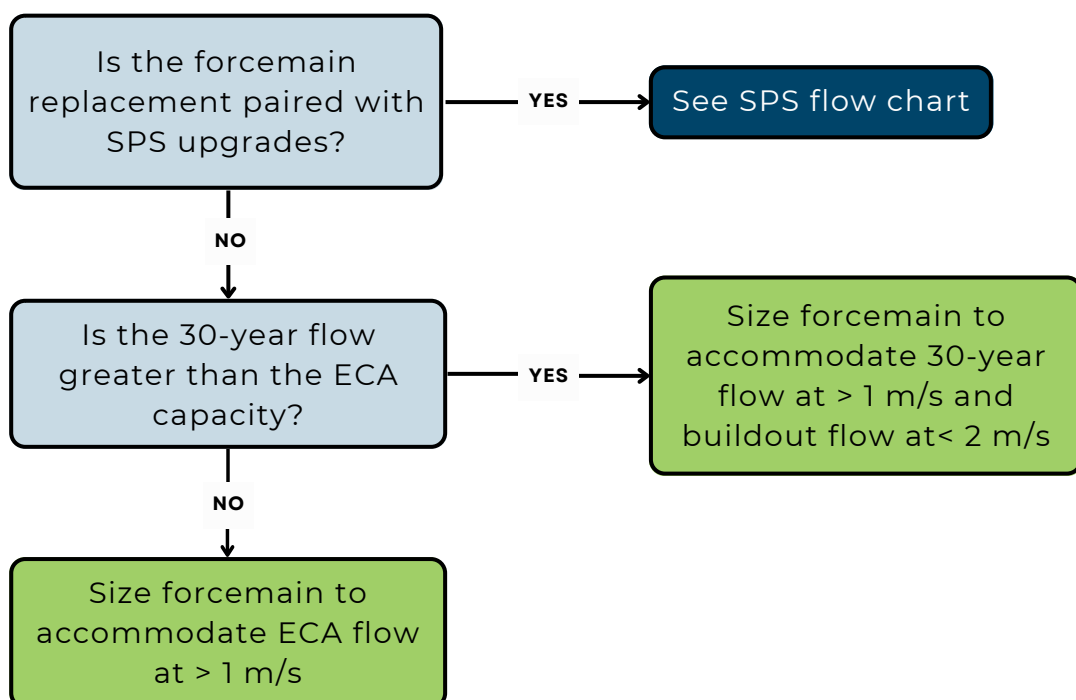 Is the forcemain
replacement paired with
SPS upgrades?
YES
See SPS flow chart
NO
Is the 30-year flow
greater than the ECA
capacity?
YES
Size forcemain to
accommodate 30-year
flow at > 1 m/s and
buildout flow at< 2 m/s
NO
Size forcemain to
accommodate ECA flow
at > 1 m/s